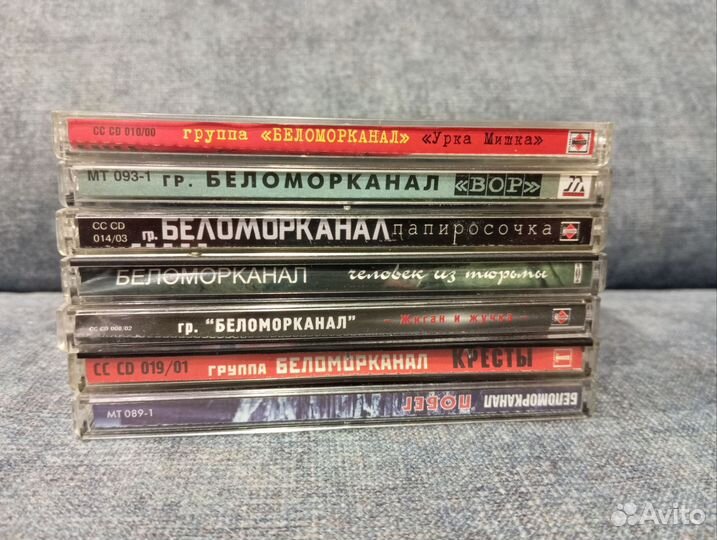 CC CD 010/00 группа «БЕЛОМОРКАНАЛ» «Урка Мишка»
МТ 093-1 ГР. БЕЛОМОРКАНАЛ «ВОР»
CC CD 014/03 гр. БЕЛОМОРКАНАЛ папиросочка
БЕЛОМОРКАНАЛ человек из тюрьмы
CC CD 008/02 гр. "БЕЛОМОРКАНАЛ" - Жиган и жучка -
CC CD 019/01 ГРУППА БЕЛОМОРКАНАЛ КРЕСТЫ
МТ 089-1 ПОБЕГ БЕЛОМОРКАНАЛ
Avito